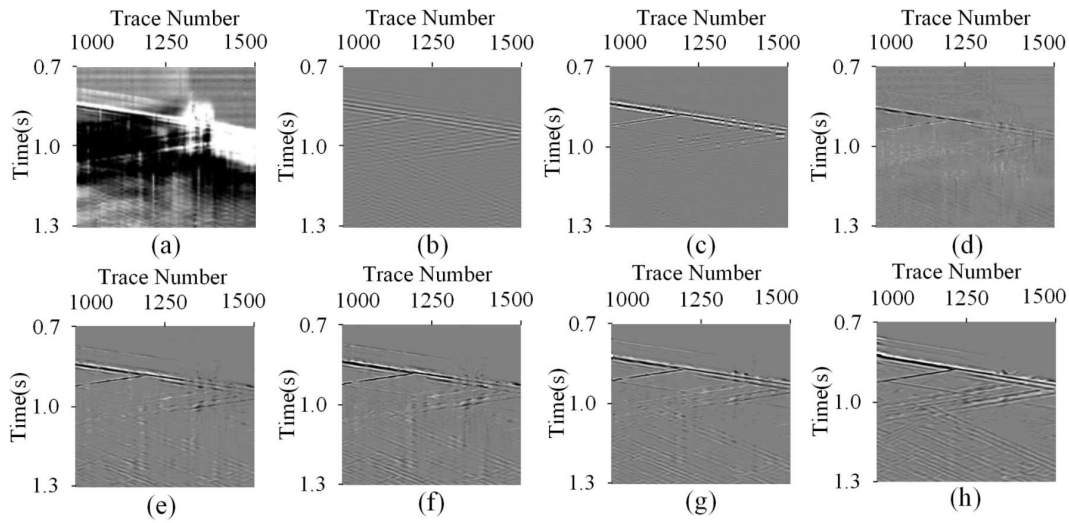 Trace Number Trace Number Trace Number Trace Number
1000 1250 1500 1000 1250 1500 1000 1250 1500 1000 1250 1500
0.7 0.7 0.7 0.7
Time(s) Time(s) Time(s) Time(s)
1.0 1.0 1.0 1.0
1.3 1.3 1.3 1.3
(a) (b) (c) (d)
Trace Number Trace Number Trace Number Trace Number
1000 1250 1500 1000 1250 1500 1000 1250 1500 1000 1250 1500
0.7 0.7 0.7 0.7
Time(s) Time(s) Time(s) Time(s)
1.0 1.0 1.0 1.0
1.3 1.3 1.3 1.3
(e) (f) (g) (h)